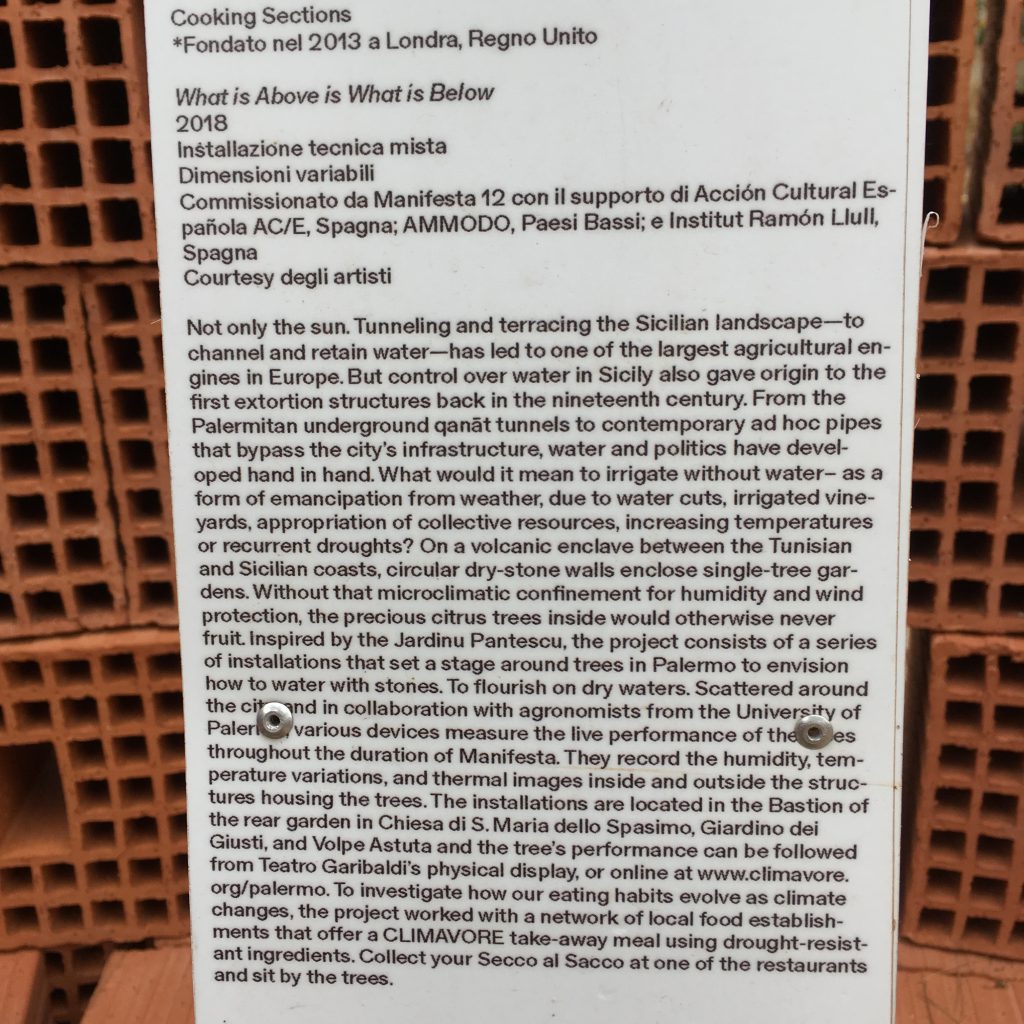 Cooking Sections
*Fondato nel 2013 a Londra, Regno Unito
What is Above is What is Below
2018
Installazione tecnica mista
Dimensioni variabili
Commissionato da Manifesta 12 con il supporto di Acción Cultural Es-
pañola AC/E, Spagna; AMMODO, Paesi Bassi; e Institut Ramón Llull,
Spagna
Courtesy degli artisti
Not only the sun. Tunneling and terracing the Sicilian landscape—to
channel and retain water—has led to one of the largest agricultural en-
gines in Europe. But control over water in Sicily also gave origin to the
first extortion structures back in the nineteenth century. From the
Palermitan underground qanāt tunnels to contemporary ad hoc pipes
that bypass the city's infrastructure, water and politics have devel-
oped hand in hand. What would it mean to irrigate without water– as a
form of emancipation from weather, due to water cuts, irrigated vine-
yards, appropriation of collective resources, increasing temperatures
or recurrent droughts? On a volcanic enclave between the Tunisian
and Sicilian coasts, circular dry-stone walls enclose single-tree gar-
dens. Without that microclimatic confinement for humidity and wind
protection, the precious citrus trees inside would otherwise never
fruit. Inspired by the Jardinu Pantescu, the project consists of a series
of installations that set a stage around trees in Palermo to envision
how to water with stones. To flourish on dry waters. Scattered around
the and in collaboration with agronomists from the University of
various devices measure the live performance of
throughout the duration of Manifesta. They record the humidity, tem-
perature variations, and thermal images inside and outside the struc-
tures housing the trees. The installations are located in the Bastion of
the rear garden in Chiesa di S. Maria dello Spasimo, Giardino dei
Giusti, and Volpe Astuta and the tree's performance can be followed
from Teatro Garibaldi's physical display, or online at www.climavore.
org/palermo. To investigate how our eating habits evolve as climate
changes, the project worked with a network of local food establish-
ments that offer a CLIMAVORE take-away meal using drought-resist-
ant ingredients. Collect your Secco al Sacco at one of the restaurants
and sit by the trees.